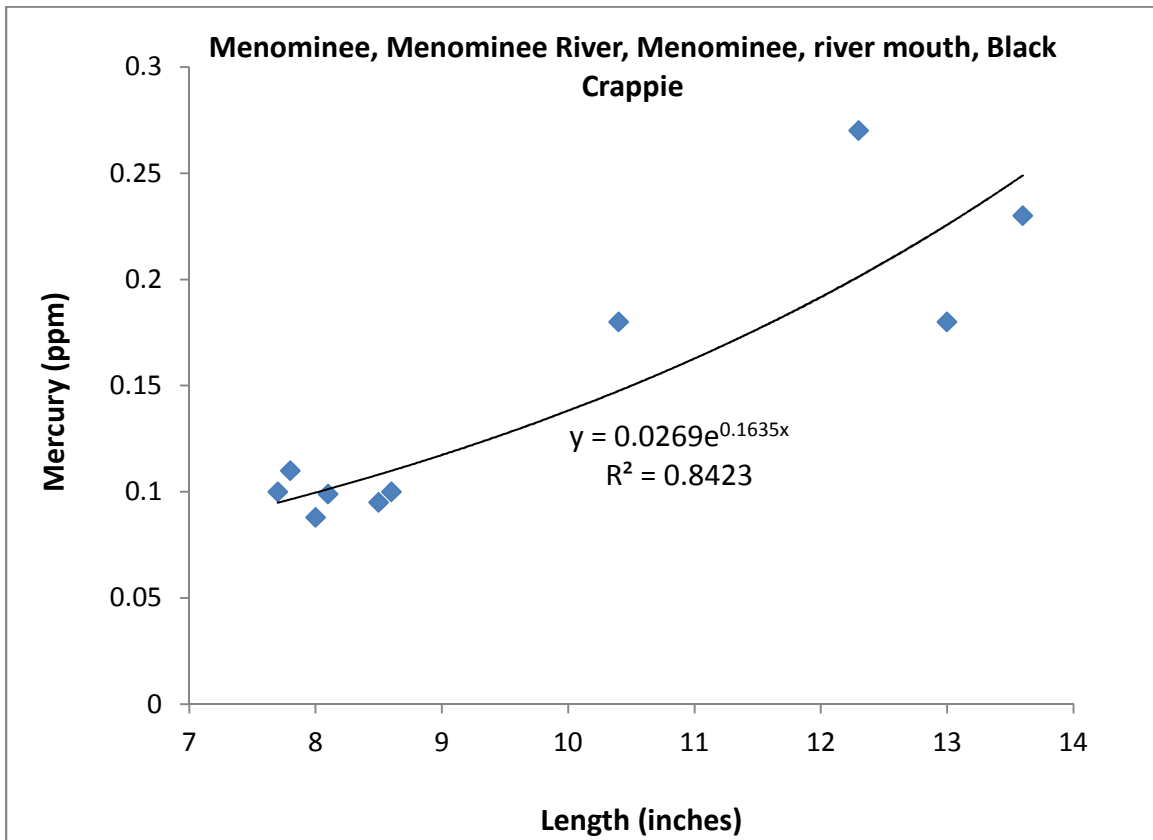 Menominee, Menominee River, Menominee, river mouth, Black
Crappie
0.3
0.25
0.2
0.15
0.1
0.05
0
Mercury (ppm)
y = 0.0269e^0.1635x
R² = 0.8423
7 8 9 10 11 12 13 14
Length (inches)